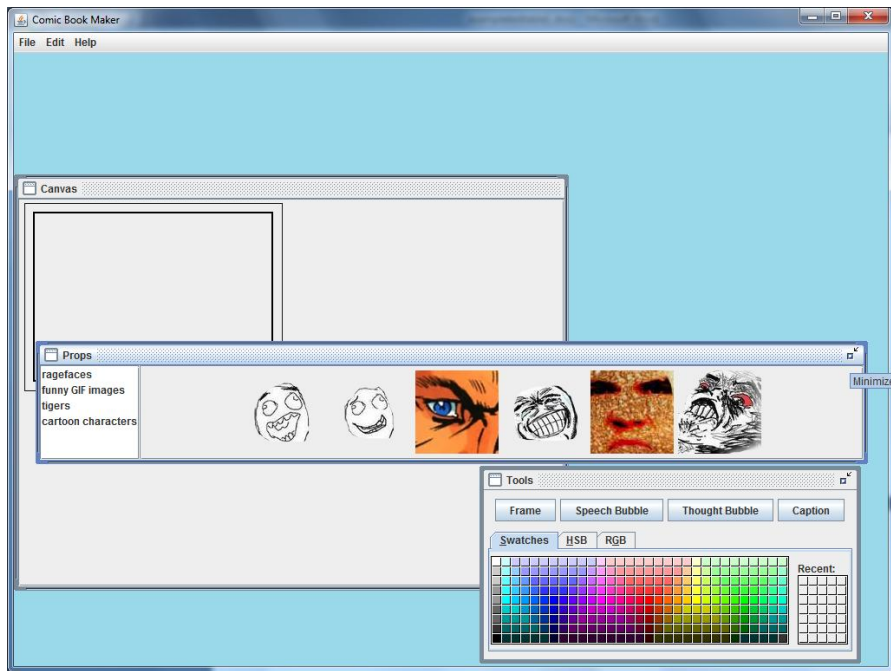 Comic Book Maker
File Edit Help
Canvas
Props
ragefaces
funny GIF images
tigers
cartoon characters
Minimize
Tools
Frame Speech Bubble Thought Bubble Caption
Swatches HSB RGB
Recent: